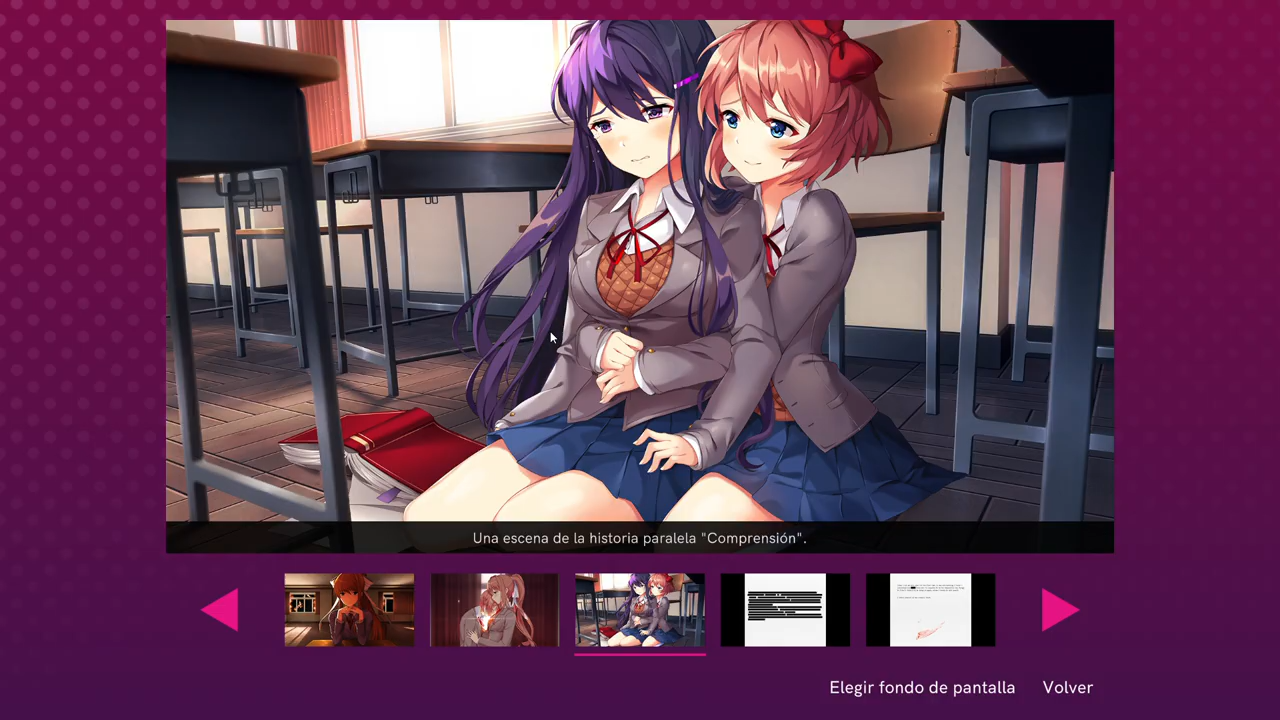 Una escena de la historia paralela "Comprensión".
Elegir fondo de pantalla
Volver